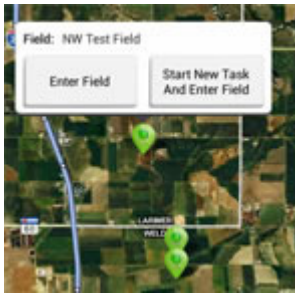 Field: NW Test Field
Enter Field
Start New Task
And Enter Field
LARIMER
WELD